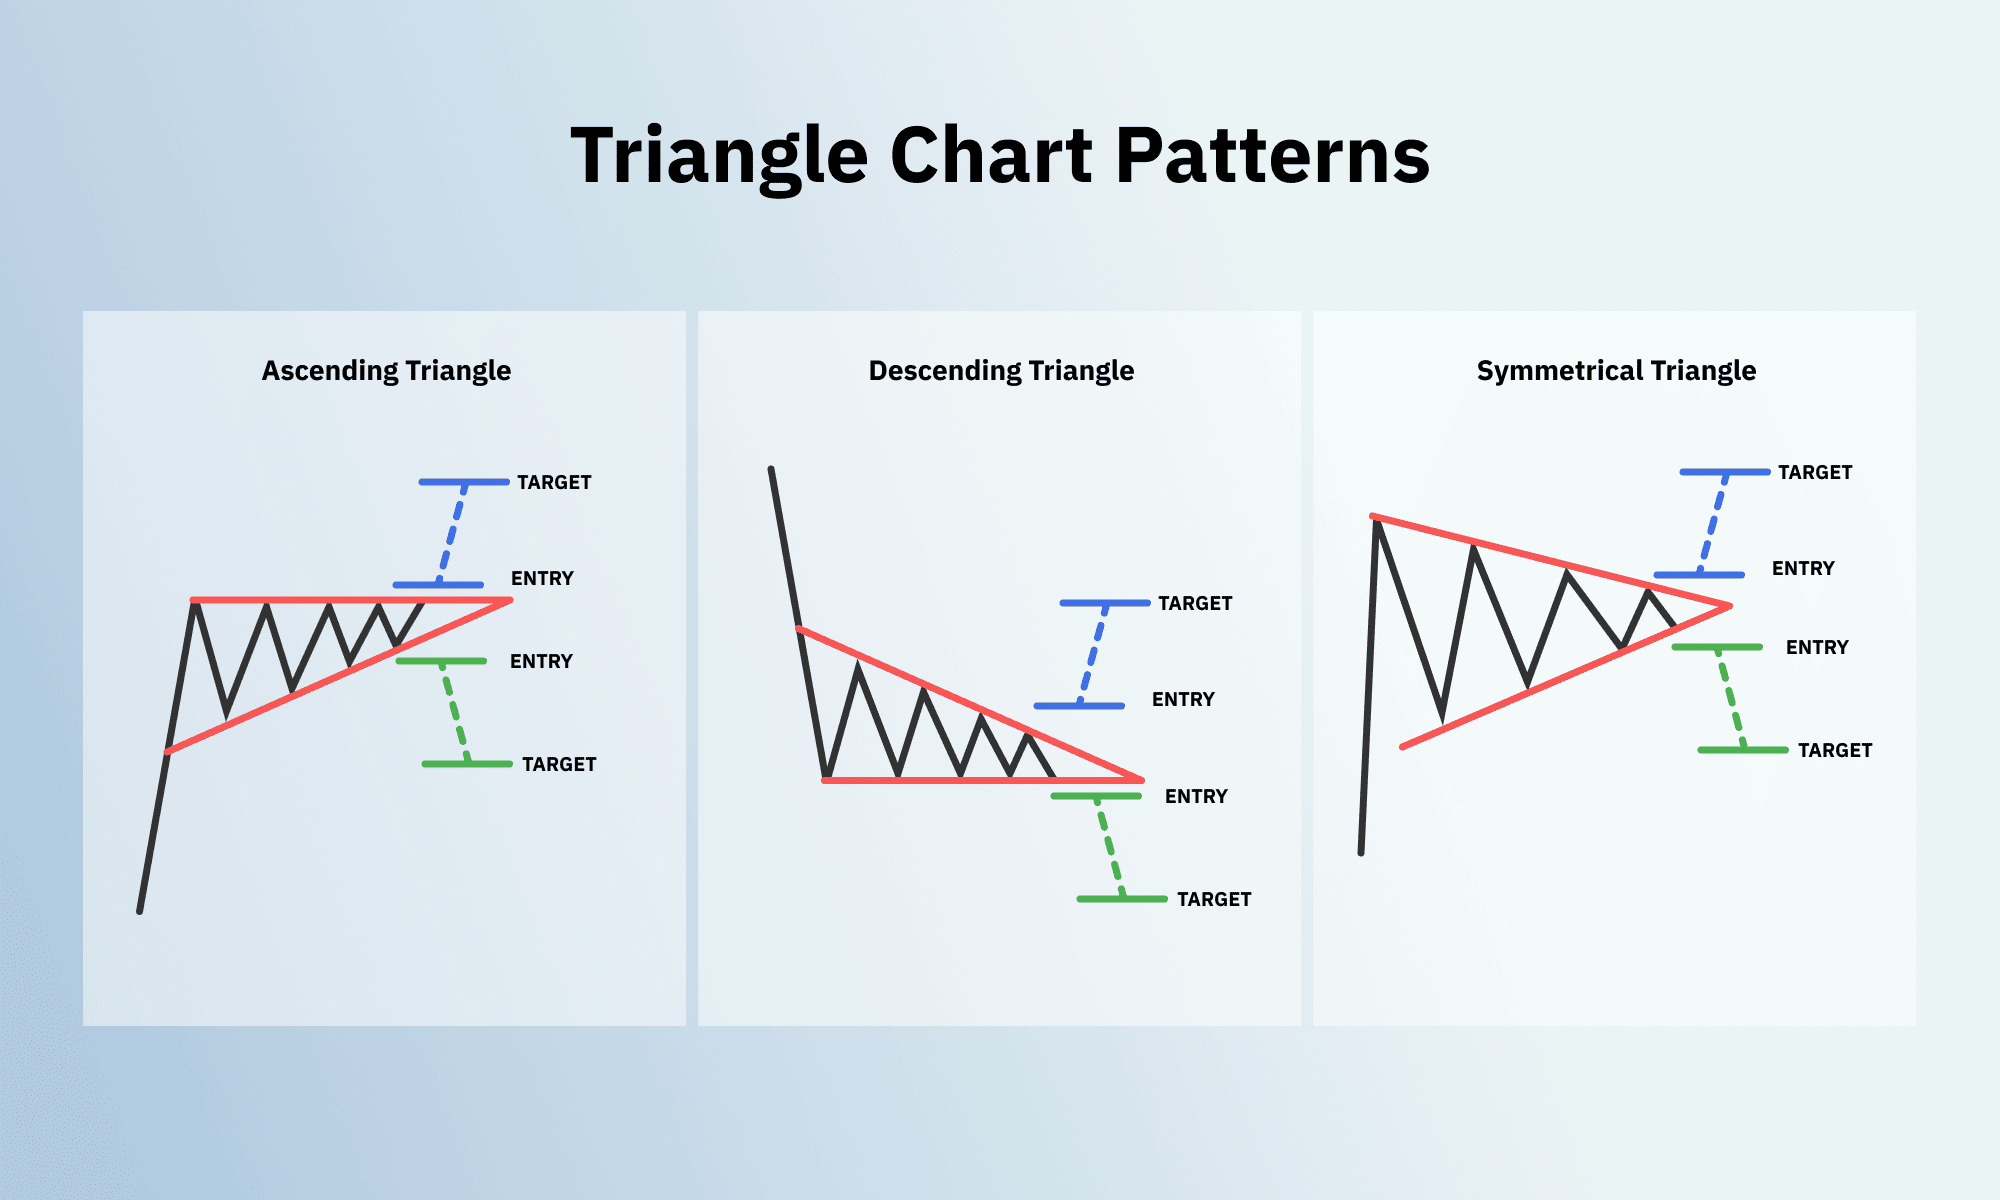 Triangle Chart Patterns
Ascending Triangle
TARGET
ENTRY
ENTRY
TARGET
Descending Triangle
TARGET
ENTRY
ENTRY
TARGET
Symmetrical Triangle
TARGET
ENTRY
ENTRY
TARGET